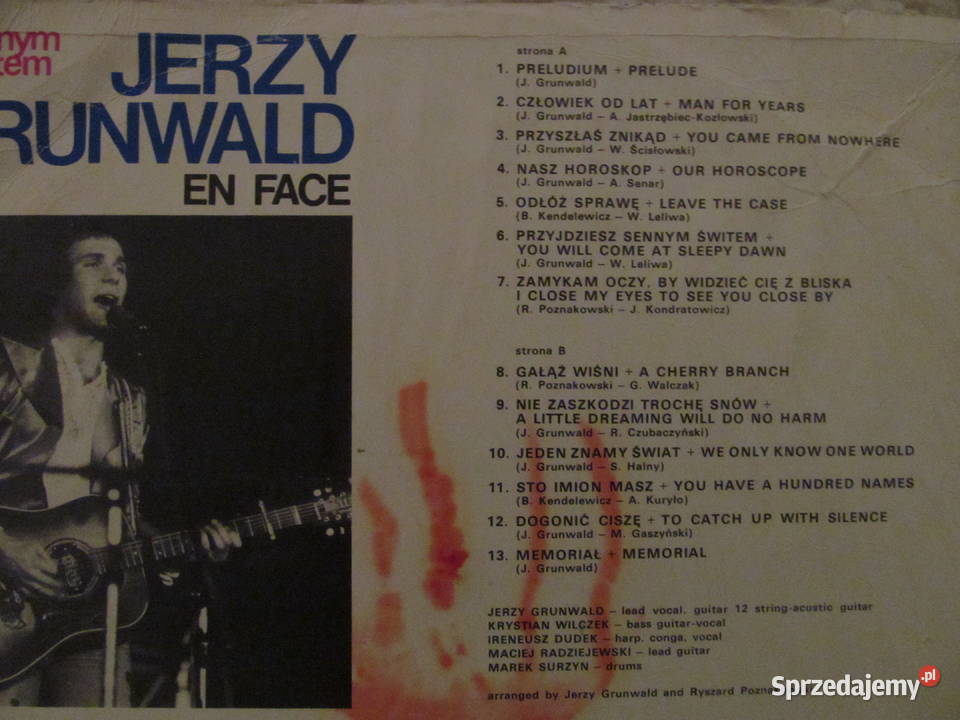 JERZY
RUNWALD
EN FACE
strona A
1. PRELUDIUM + PRELUDE
(J. Grunwald)
2. CZŁOWIEK OD LAT + MAN FOR YEARS
(J. Grunwald – A. Jastrzębiec-Kozłowski)
3. PRZYSZŁAŚ ZNIKĄD + YOU CAME FROM NOWHERE
(J. Grunwald – W. Ścisłowski)
4. NASZ HOROSKOP + OUR HOROSCOPE
(J. Grunwald – A. Senar)
5. ODŁÓŻ SPRAWĘ + LEAVE THE CASE
(B. Kendelewicz – W. Leliwa)
6. PRZYJDZIESZ SENNYM ŚWITEM +
YOU WILL COME AT SLEEPY DAWN
(J. Grunwald – W. Leliwa)
7. ZAMYKAM OCZY, BY WIDZIEĆ CIĘ Z BLISKA
I CLOSE MY EYES TO SEE YOU CLOSE BY
(R. Poznakowski – J. Kondratowicz)
strona B
8. GAŁĄŹ WIŚNI + A CHERRY BRANCH
(R. Poznakowski – G. Walczak)
9. NIE ZASZKODZI TROCHĘ SNÓW +
A LITTLE DREAMING WILL DO NO HARM
(J. Grunwald – R. Czubaczyński)
10. JEDEN ZNAMY ŚWIAT + WE ONLY KNOW ONE WORLD
(J. Grunwald – S. Halny)
11. STO IMION MASZ + YOU HAVE A HUNDRED NAMES
(B. Kendelewicz – A. Kuryło)
12. DOGONIĆ CISZĘ + TO CATCH UP WITH SILENCE
(J. Grunwald – M. Gaszyński)
13. MEMORIAŁ + MEMORIAL
(J. Grunwald)
JERZY GRUNWALD – lead vocal, guitar 12 string-acustic guitar
KRYSTIAN WILCZEK – bass guitar-vocal
IRENEUSZ DUDEK – harp. conga. vocal
MACIEJ RADZIEJEWSKI – lead guitar
MAREK SURZYN – drums
arranged by Jerzy Grunwald and Ryszard
Sprzedajemy.pl